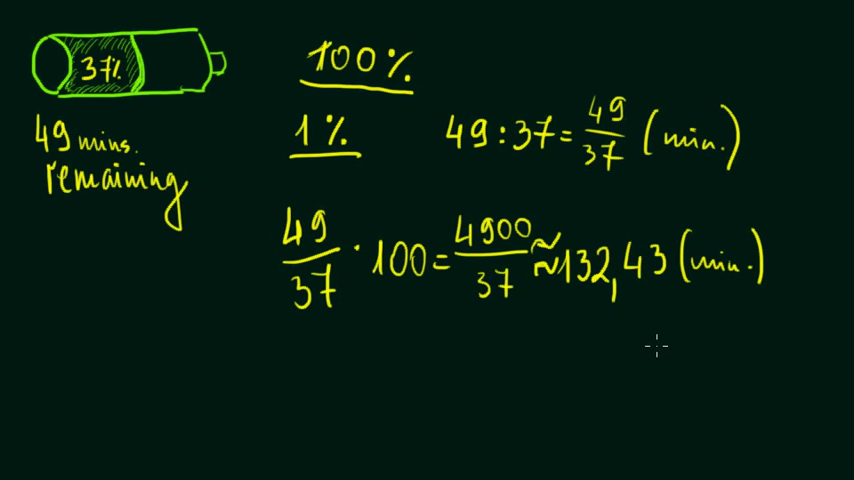 37%
49 mins.
remaining
100%
1% 49:37=49/37 (min.)
49/37 · 100=4900/37≈132,43 (min.)